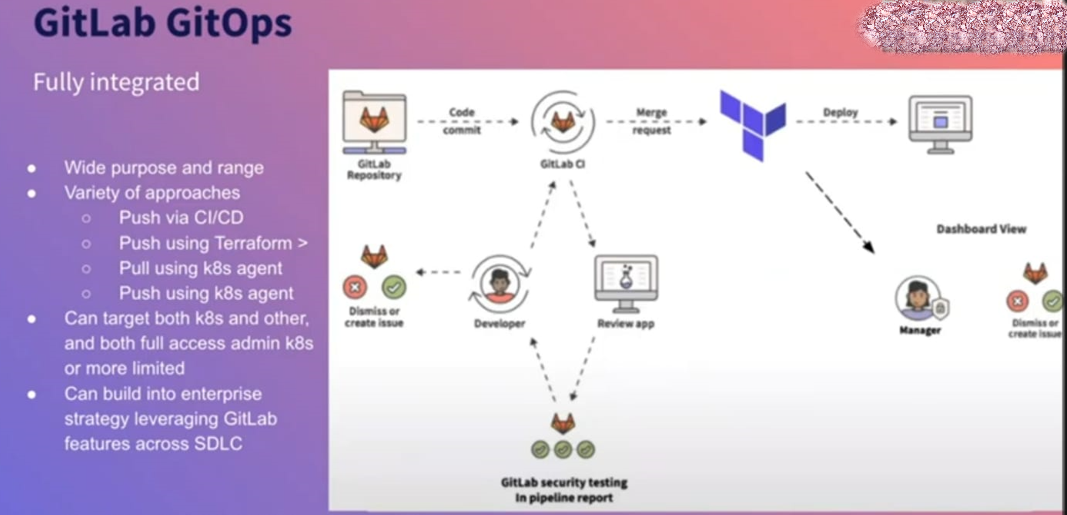 GitLab GitOps
Fully integrated
Wide purpose and range
Variety of approaches
Push via CI/CD
Push using Terraform >
Pull using k8s agent
Push using k8s agent
Can target both k8s and other,
and both full access admin k8s
or more limited
Can build into enterprise
strategy leveraging GitLab
features across SDLC
Code
commit
Merge
request
Deploy
GitLab
Repository
GitLab CI
Dashboard View
Dismiss or
create issue
Developer
Review app
Manager
Dismiss or
create issue
GitLab security testing
In pipeline report